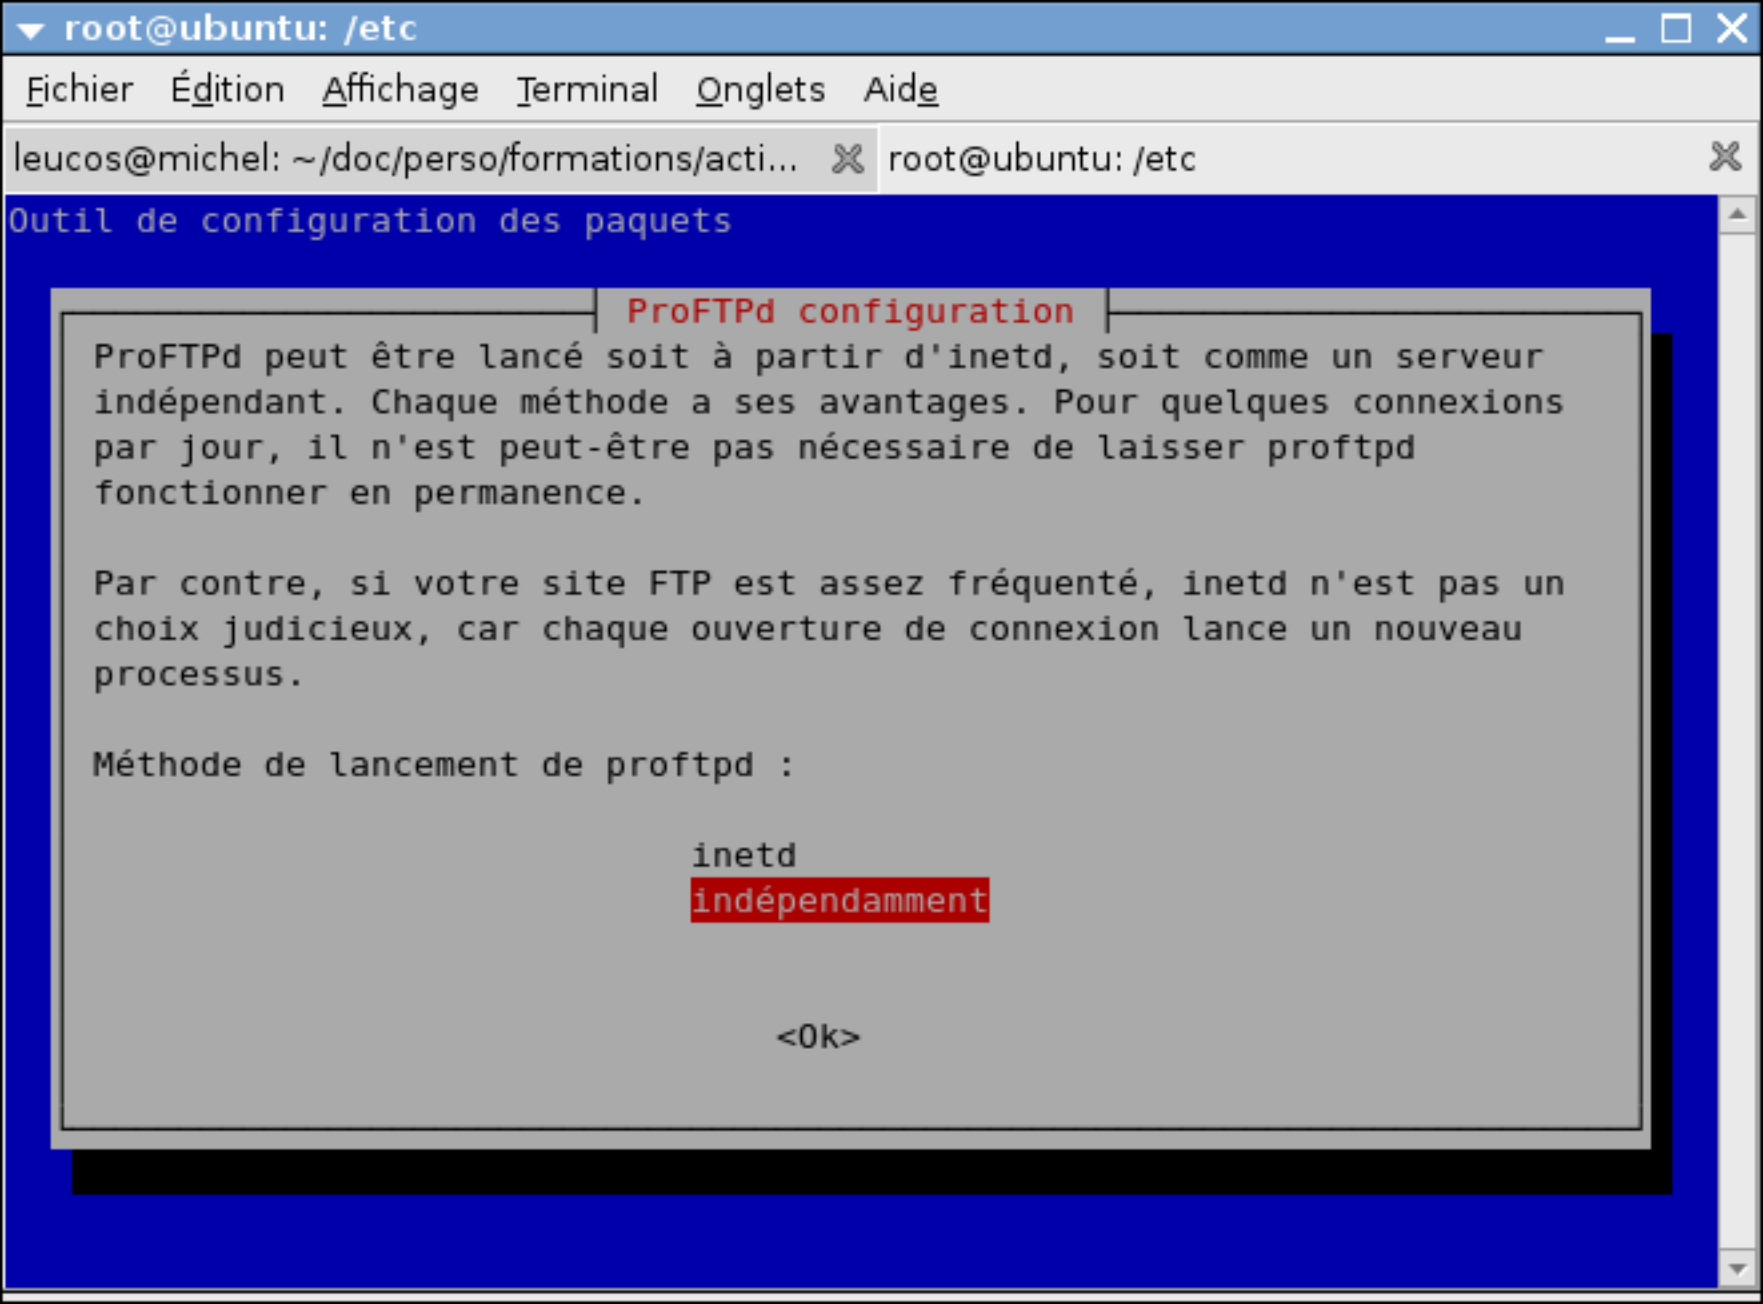 root@ubuntu: /etc
Fichier Édition Affichage Terminal Onglets Aide
leucos@michel: ~/doc/perso/formations/acti... root@ubuntu: /etc
Outil de configuration des paquets
ProFTPd configuration
ProFTPd peut être lancé soit à partir d'inetd, soit comme un serveur
indépendant. Chaque méthode a ses avantages. Pour quelques connexions
par jour, il n'est peut-être pas nécessaire de laisser proftpd
fonctionner en permanence.
Par contre, si votre site FTP est assez fréquenté, inetd n'est pas un
choix judicieux, car chaque ouverture de connexion lance un nouveau
processus.
Méthode de lancement de proftpd :
inetd
indépendamment
<Ok>